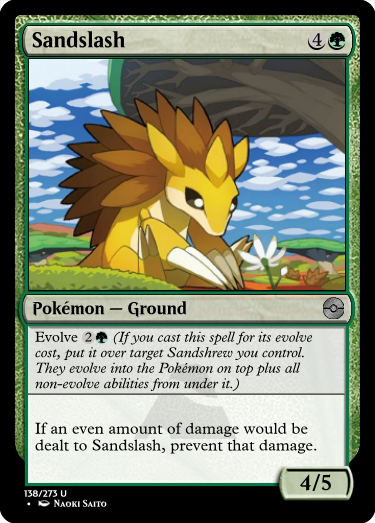 Sandslash 4
Pokémon — Ground
Evolve 2 (If you cast this spell for its evolve
cost, put it over target Sandshrew you control.
They evolve into the Pokémon on top plus all
non-evolve abilities from under it.)
If an even amount of damage would be
dealt to Sandslash, prevent that damage.
4/5
138/273 U
• Naoki Saito